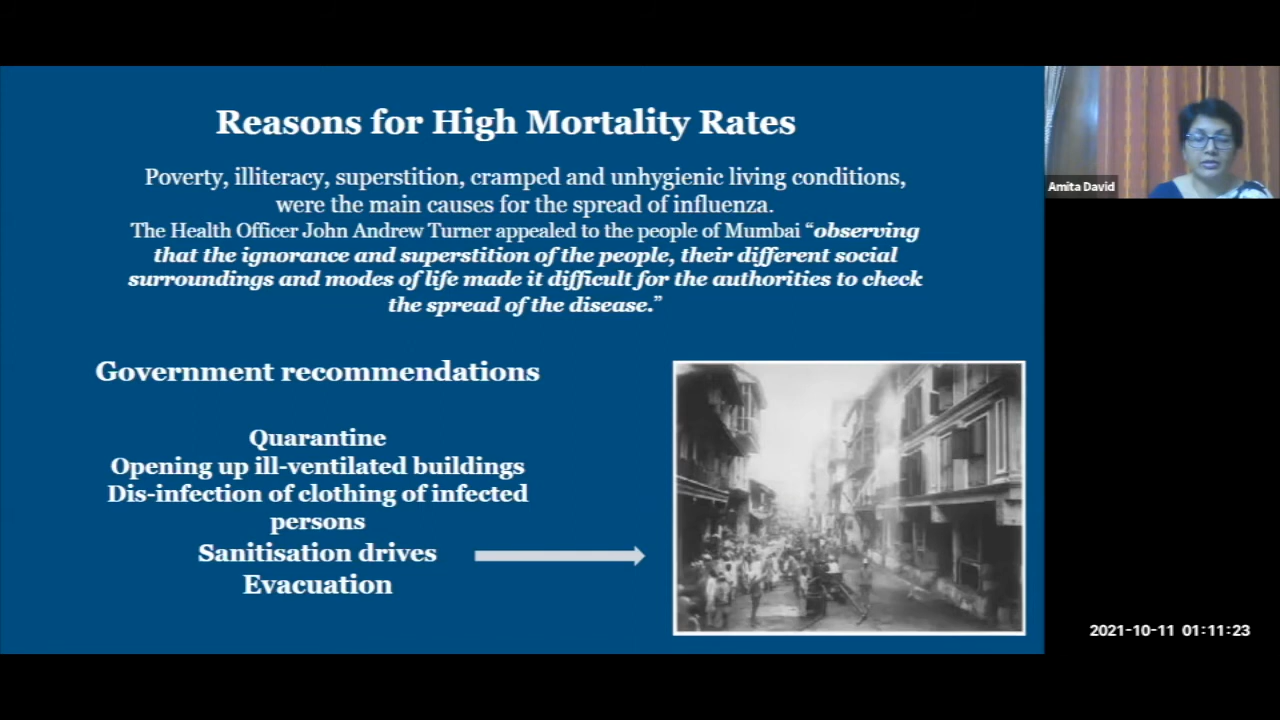 Reasons for High Mortality Rates
Poverty, illiteracy, superstition, cramped and unhygienic living conditions,
were the main causes for the spread of influenza.
The Health Officer John Andrew Turner appealed to the people of Mumbai “observing
that the ignorance and superstition of the people, their different social
surroundings and modes of life made it difficult for the authorities to check
the spread of the disease.”
Government recommendations
Quarantine
Opening up ill-ventilated buildings
Dis-infection of clothing of infected
persons
Sanitisation drives
Evacuation
Amita David
2021-10-11 01:11:23